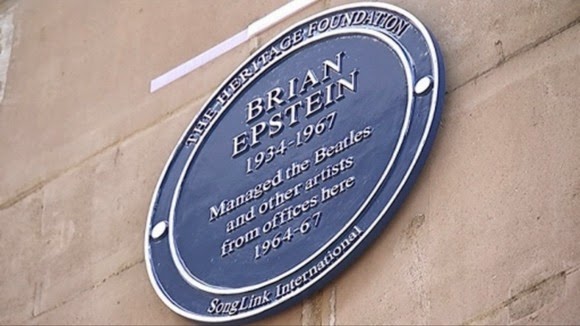 THE HERITAGE FOUNDATION
BRIAN
EPSTEIN
1934-1967
Managed the Beatles
and other artists
from offices here
1964-67
SongLink International